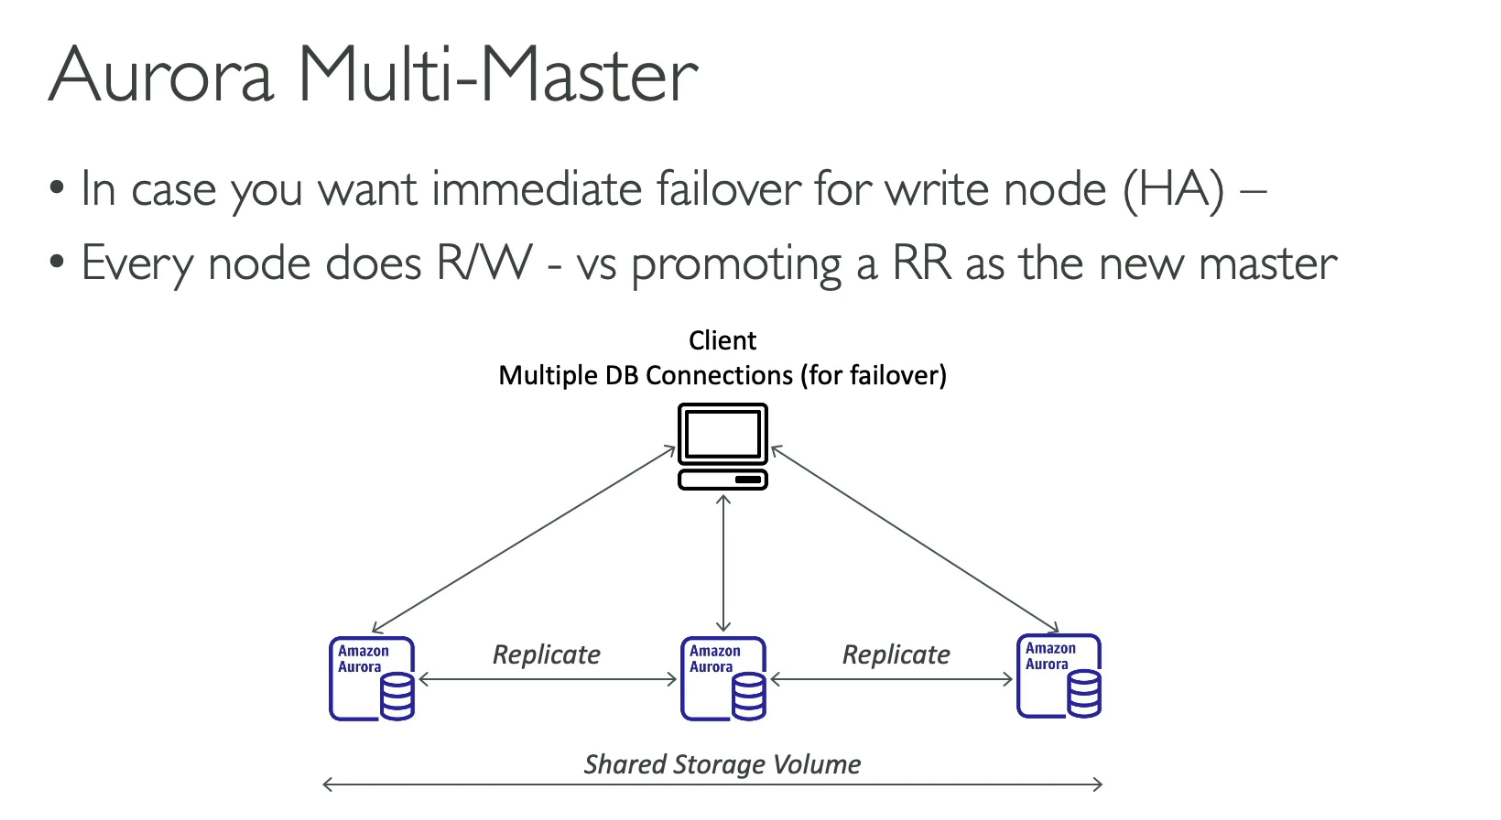 Aurora Multi-Master
• In case you want immediate failover for write node (HA) –
• Every node does R/W - vs promoting a RR as the new master
Client
Multiple DB Connections (for failover)
Amazon
Aurora
Replicate
Amazon
Aurora
Replicate
Amazon
Aurora
Shared Storage Volume